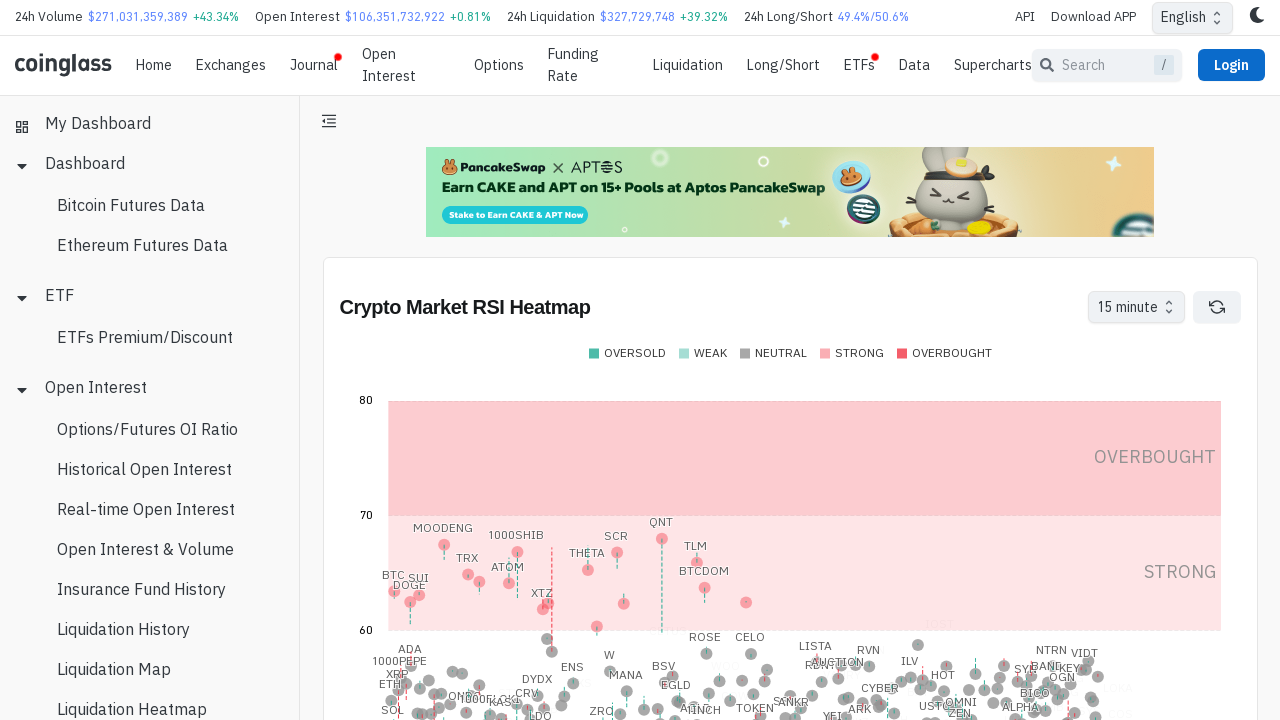 24h Volume $271,031,359,389 +43.34% Open Interest $106,351,732,922 +0.81% 24h Liquidation $327,729,748 +39.32% 24h Long/Short 49.4%/50.6% API Download APP English
coinglass Home Exchanges Journal Open Interest Options Funding Rate Liquidation Long/Short ETFs Data Supercharts Search / Login
My Dashboard
Dashboard
Bitcoin Futures Data
Ethereum Futures Data
ETF
ETFs Premium/Discount
Open Interest
Options/Futures OI Ratio
Historical Open Interest
Real-time Open Interest
Open Interest & Volume
Insurance Fund History
Liquidation History
Liquidation Map
Liquidation Heatmap
PancakeSwap × APTOS
Earn CAKE and APT on 15+ Pools at Aptos PancakeSwap
Stake to Earn CAKE & APT Now
Crypto Market RSI Heatmap
15 minute
OVERSOLD WEAK NEUTRAL STRONG OVERBOUGHT
80
OVERBOUGHT
70
MOODENG 1000SHIB SCR QNT
TRX ATOM THETA TLM
BTC SUI BTCDOM
DOGE XTZ
STRONG
60
ROSE CELO
ADA LISTA RVN
1000PEPE W AUCTION ILV NTRN VIDT
XRP ENS BSV SYS BAND KEY
ETH DYDX MANA EGLD CYBER HOT OGN
CRV BICO
SOL KAS LDO ZRC 1INCH TOKEN ANKR YFI ARK USTC OMNI ALPHA
ZEN